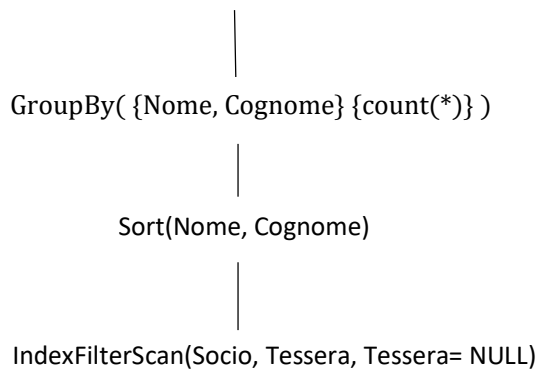 GroupBy( {Nome, Cognome} {count(*)} )
Sort(Nome, Cognome)
IndexFilterScan(Socio, Tessera, Tessera= NULL)